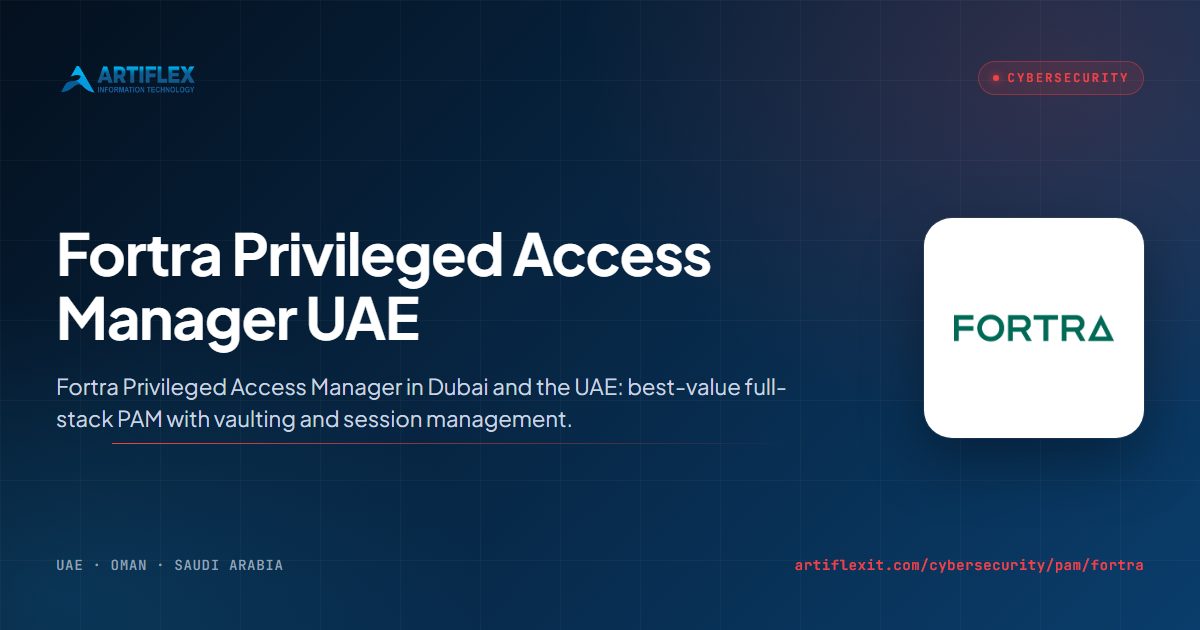 ARTIFLEX
INFORMATION TECHNOLOGY
CYBERSECURITY
Fortra Privileged Access
Manager UAE
Fortra Privileged Access Manager in Dubai and the UAE: best-value full-
stack PAM with vaulting and session management.
FORTRA
UAE · OMAN · SAUDI ARABIA
artiflexit.com/cybersecurity/pam/fortra